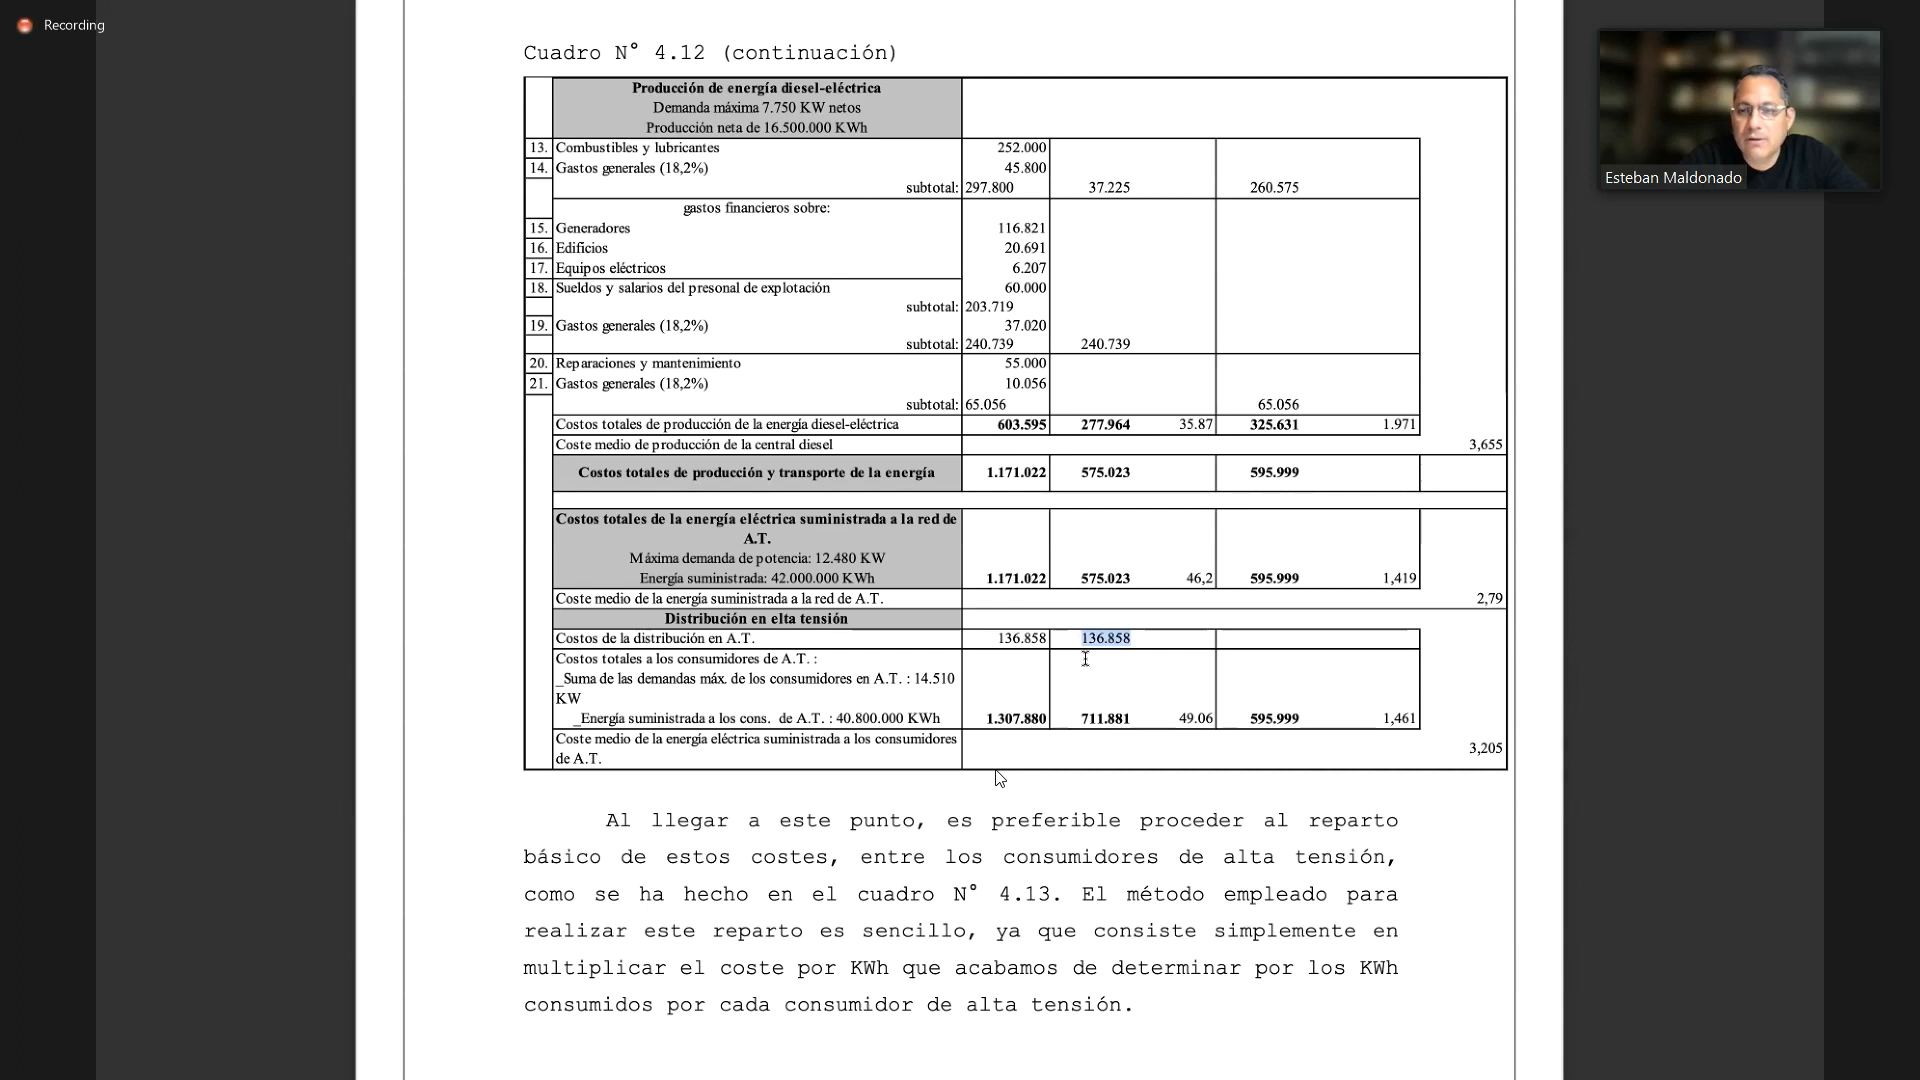 Recording
Cuadro N° 4.12 (continuación)
Producción de energía diesel-eléctrica
Demanda máxima 7.750 KW netos
Producción neta de 16.500.000 KWh
13. Combustibles y lubricantes 252.000
14. Gastos generales (18,2%) 45.800
subtotal: 297.800 37.225 260.575
gastos financieros sobre:
15. Generadores 116.821
16. Edificios 20.691
17. Equipos eléctricos 6.207
18. Sueldos y salarios del presonal de explotación 60.000
subtotal: 203.719
19. Gastos generales (18,2%) 37.020
subtotal: 240.739 240.739
20. Reparaciones y mantenimiento 55.000
21. Gastos generales (18,2%) 10.056
subtotal: 65.056 65.056
Costos totales de producción de la energía diesel-eléctrica 603.595 277.964 35.87 325.631 1.971
Coste medio de producción de la central diesel 3,655
Costos totales de producción y transporte de la energía 1.171.022 575.023 595.999
Costos totales de la energía eléctrica suministrada a la red de
A.T.
Máxima demanda de potencia: 12.480 KW
Energía suministrada: 42.000.000 KWh 1.171.022 575.023 46,2 595.999 1,419
Coste medio de la energía suministrada a la red de A.T. 2,79
Distribución en elta tensión
Costos de la distribución en A.T. 136.858 136.858
Costos totales a los consumidores de A.T. :
_Suma de las demandas máx. de los consumidores en A.T. : 14.510
KW
_Energía suministrada a los cons. de A.T. : 40.800.000 KWh 1.307.880 711.881 49.06 595.999 1,461
Coste medio de la energía eléctrica suministrada a los consumidores
de A.T. 3,205
Al llegar a este punto, es preferible proceder al reparto
básico de estos costes, entre los consumidores de alta tensión,
como se ha hecho en el cuadro N° 4.13. El método empleado para
realizar este reparto es sencillo, ya que consiste simplemente en
multiplicar el coste por KWh que acabamos de determinar por los KWh
consumidos por cada consumidor de alta tensión.
Esteban Maldonado